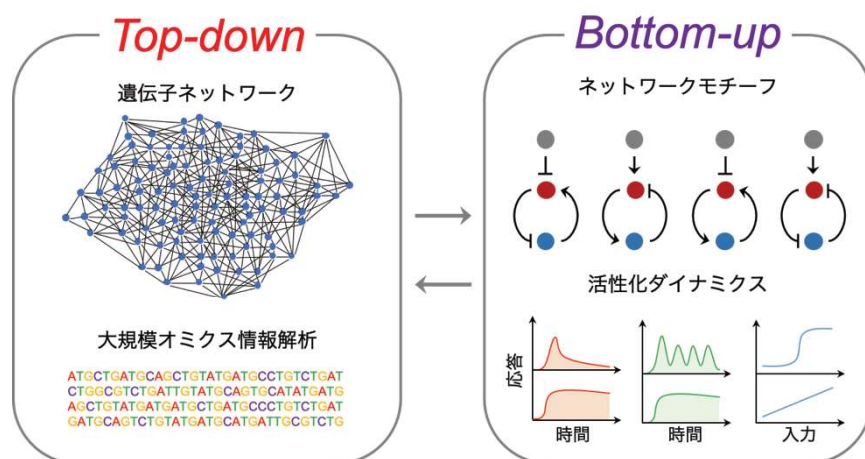 Top-down
遺伝子ネットワーク
大規模オミクス情報解析
ATGCTGATGCAGCTGTATGATGCCTGTCTGAT
CTGGCGTCTGATTGTATGCAGTGCATATGATG
AGCTGTATGATGATGCTGATGCCCTGTCTGAT
GATGCAGTCTGTATGATGCATGATTGCGTCTG
Bottom-up
ネットワークモチーフ
活性化ダイナミクス
応答
時間
時間
入力